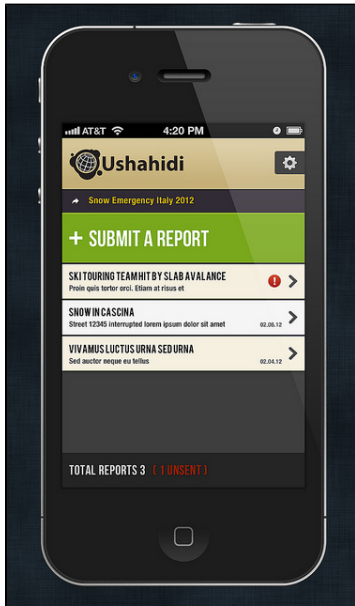 AT&T 4:20 PM
Ushahidi
Snow Emergency Italy 2012
+ SUBMIT A REPORT
SKI TOURING TEAM HIT BY SLAB AVALANCE
Proin quis tortor orci. Etiam at risus et
SNOW IN CASCINA
Street 12345 interrupted lorem ipsum dolor sit amet 02.06.12
VIVAMUS LUCTUS URNA SED URNA
Sed auctor neque eu tellus 02.04.12
TOTAL REPORTS 3 ( 1 UNSENT )